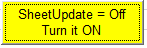 SheetUpdate = Off
Turn it ON